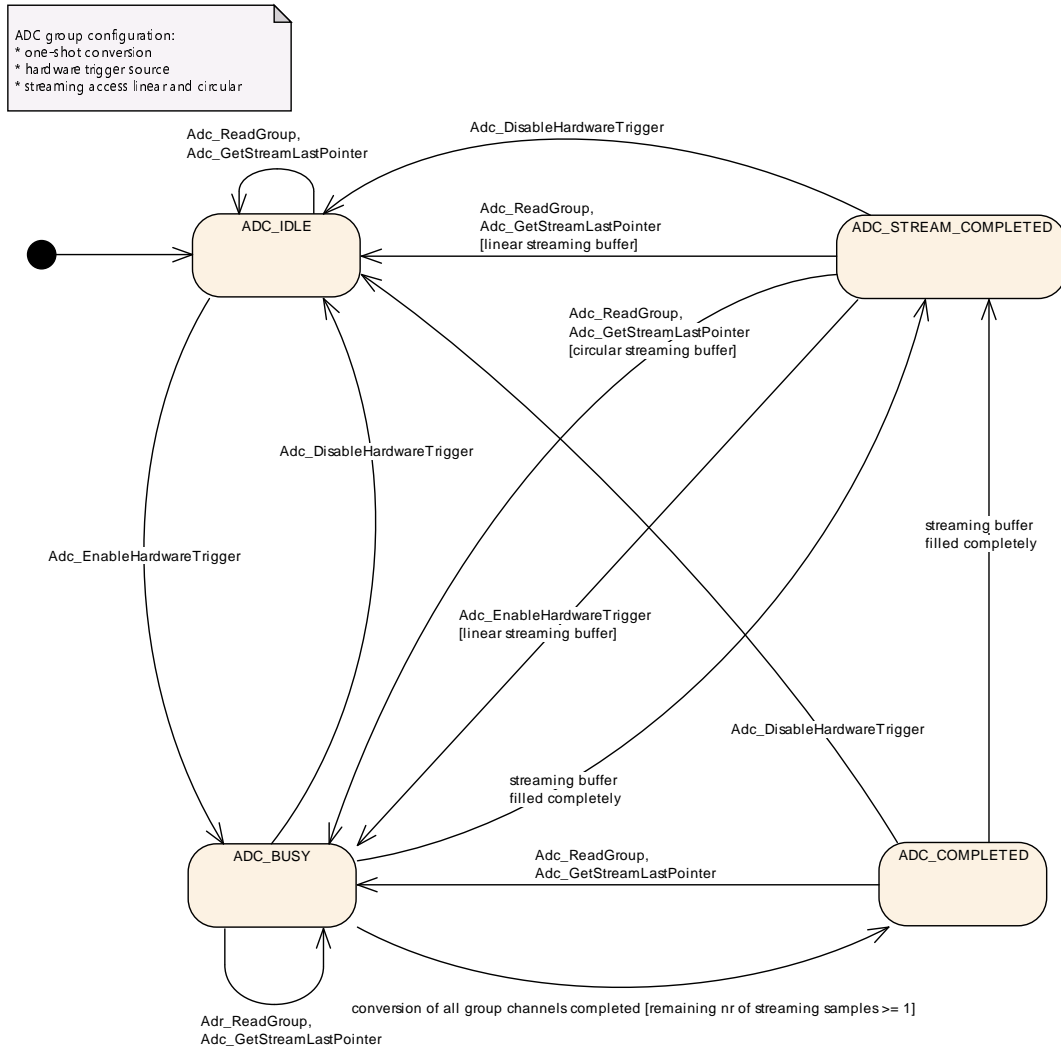 ADC group configuration:
* one-shot conversion
* hardware trigger source
* streaming access linear and circular
Adc_DisableHardwareTrigger
Adc_ReadGroup,
Adc_GetStreamLastPointer
Adc_ReadGroup,
Adc_GetStreamLastPointer
[linear streaming buffer]
ADC_IDLE
ADC_STREAM_COMPLETED
Adc_ReadGroup,
Adc_GetStreamLastPointer
[circular streaming buffer]
Adc_DisableHardwareTrigger
streaming buffer
filled completely
Adc_EnableHardwareTrigger
Adc_EnableHardwareTrigger
[linear streaming buffer]
Adc_DisableHardwareTrigger
streaming buffer
filled completely
ADC_BUSY
Adc_ReadGroup,
Adc_GetStreamLastPointer
ADC_COMPLETED
conversion of all group channels completed [remaining nr of streaming samples >= 1]
Adr_ReadGroup,
Adc_GetStreamLastPointer